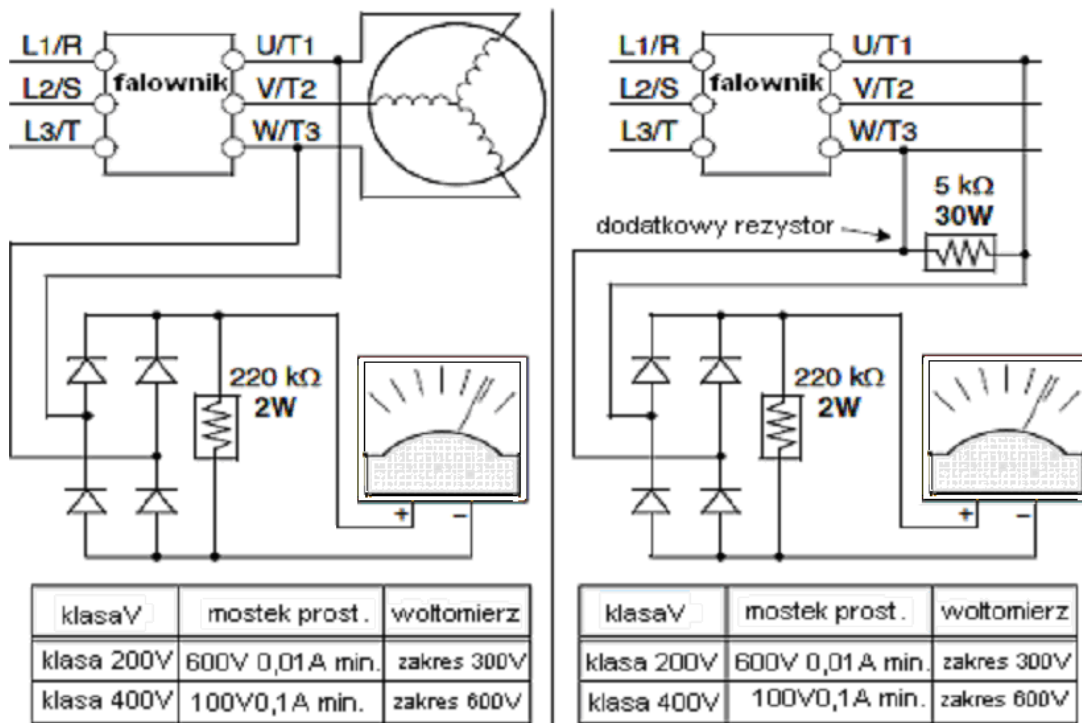 L1/R
L2/S
L3/T
falownik
U/T1
V/T2
W/T3
220 kΩ
2W
+ −
klasaV mostek prost. woltomierz
klasa 200V 600V 0,01A min. zakres 300V
klasa 400V 100V0,1A min. zakres 600V
L1/R
L2/S
L3/T
falownik
U/T1
V/T2
W/T3
5 kΩ
30W
dodatkowy rezystor
220 kΩ
2W
+ −
klasaV mostek prost. woltomierz
klasa 200V 600V 0,01A min. zakres 300V
klasa 400V 100V0,1A min. zakres 600V